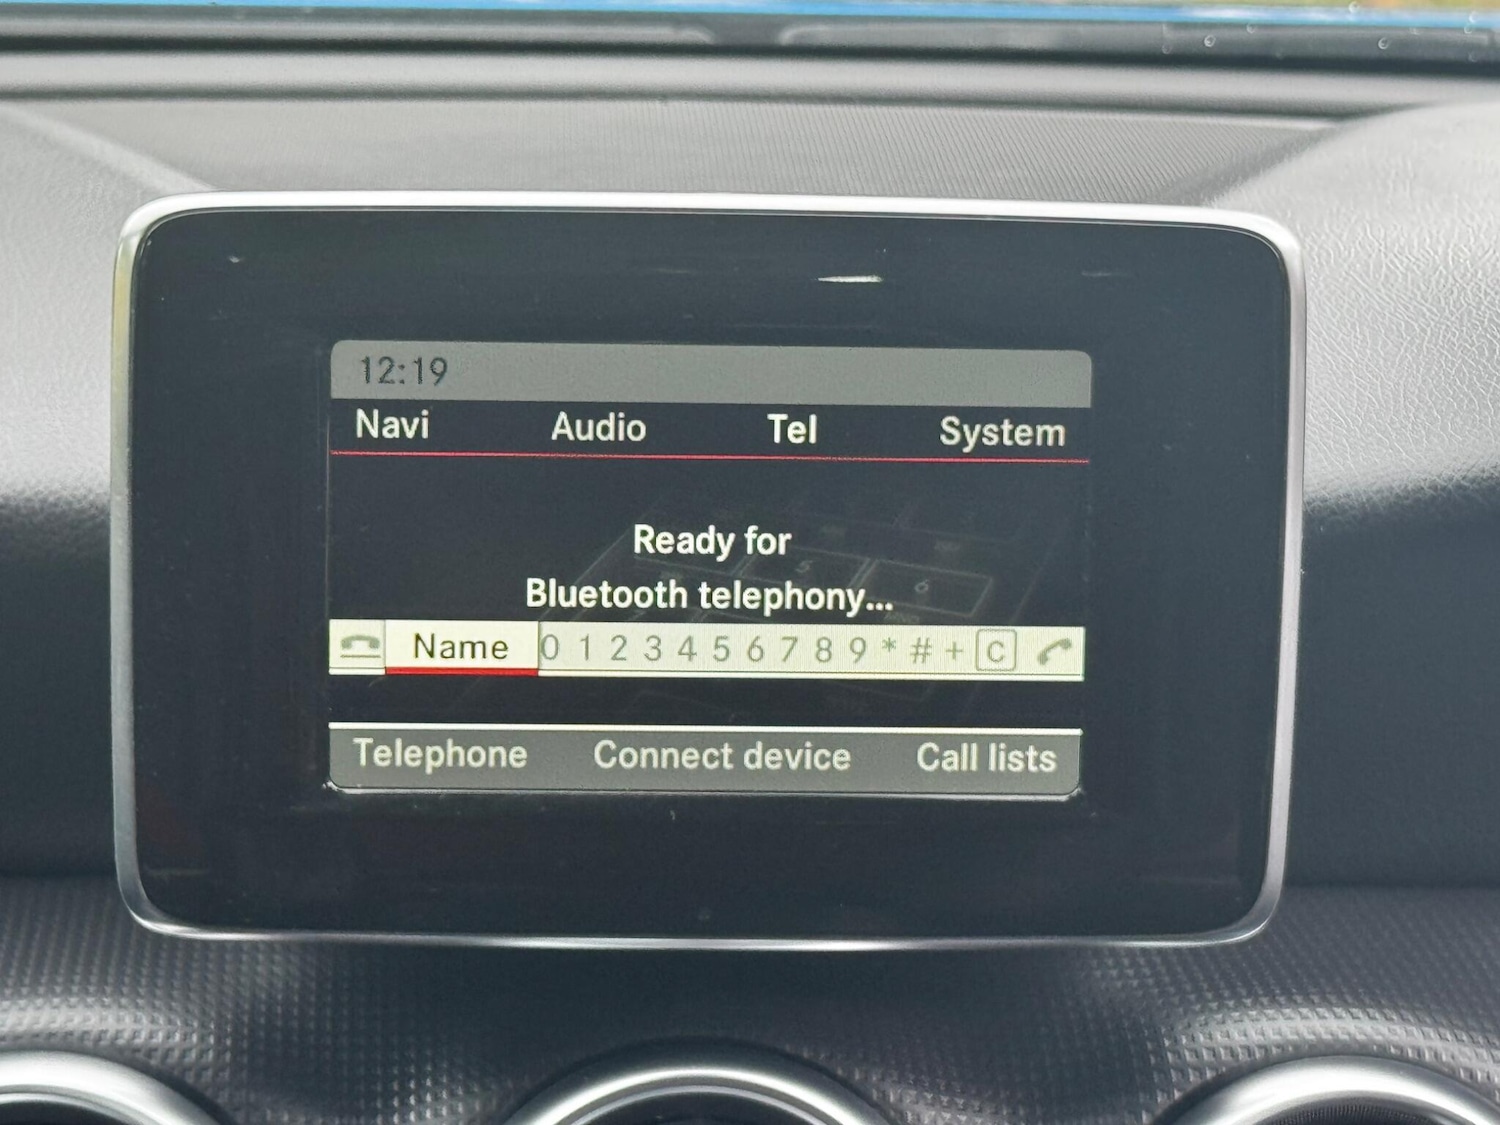 12:19
Navi Audio Tel System
Ready for
Bluetooth telephony...
Name 0 1 2 3 4 5 6 7 8 9 * # + C
Telephone Connect device Call lists